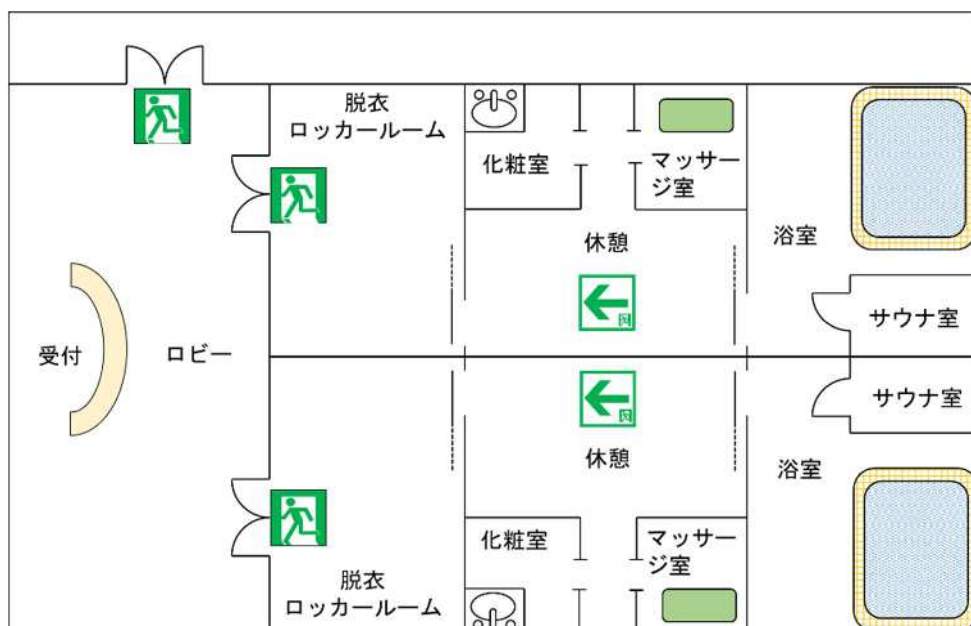 脱衣
ロッカールーム
化粧室
マッサー
ジ室
休憩
浴室
サウナ室
受付
ロビー
サウナ室
休憩
浴室
化粧室
マッサー
ジ室
脱衣
ロッカールーム